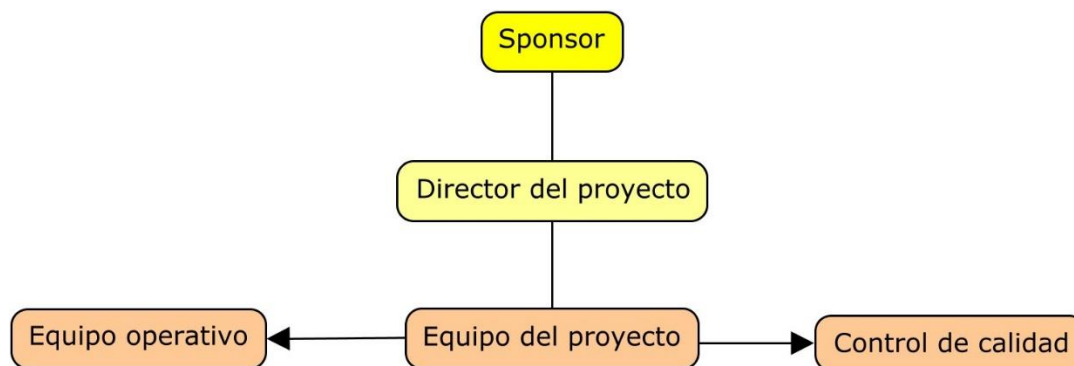 Sponsor
Director del proyecto
Equipo operativo
Equipo del proyecto
Control de calidad